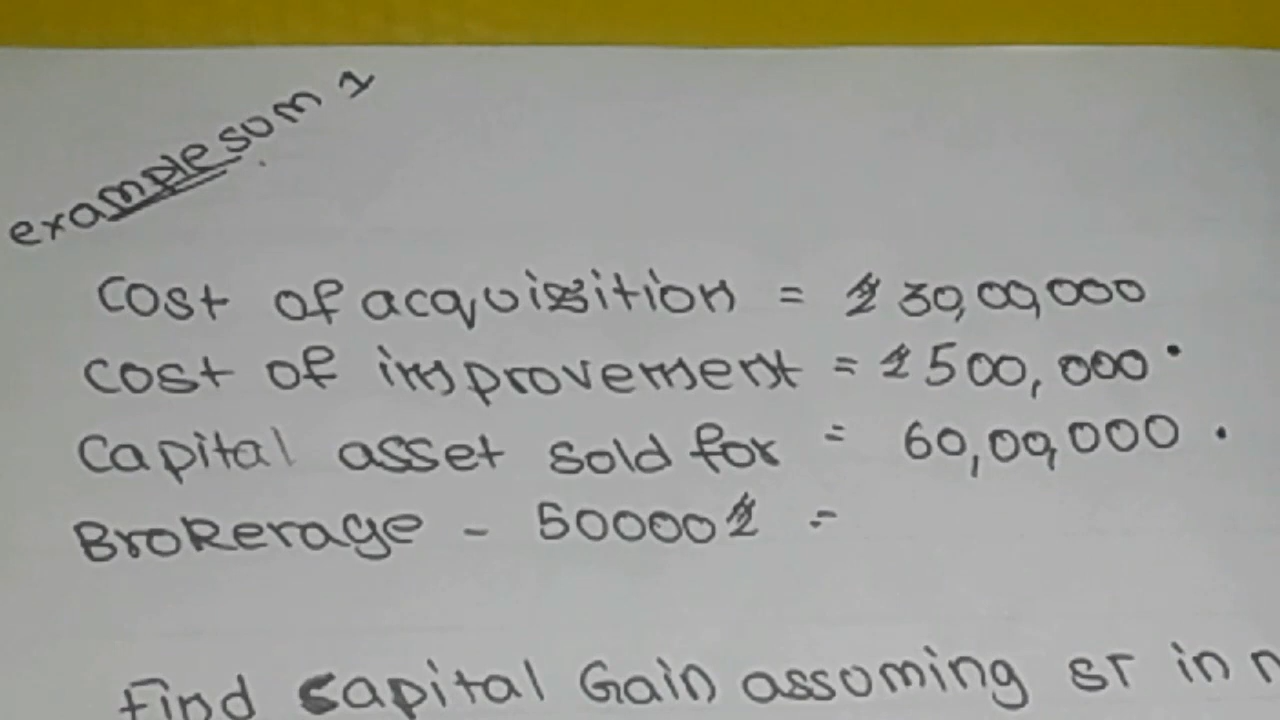 example sum 1
Cost of acquisition = ₹ 30,00,000
Cost of improvement = ₹ 500,000
Capital asset sold for = 60,00,000
Brokerage - 50000 ₹ =
Find Capital Gain assuming ST in n